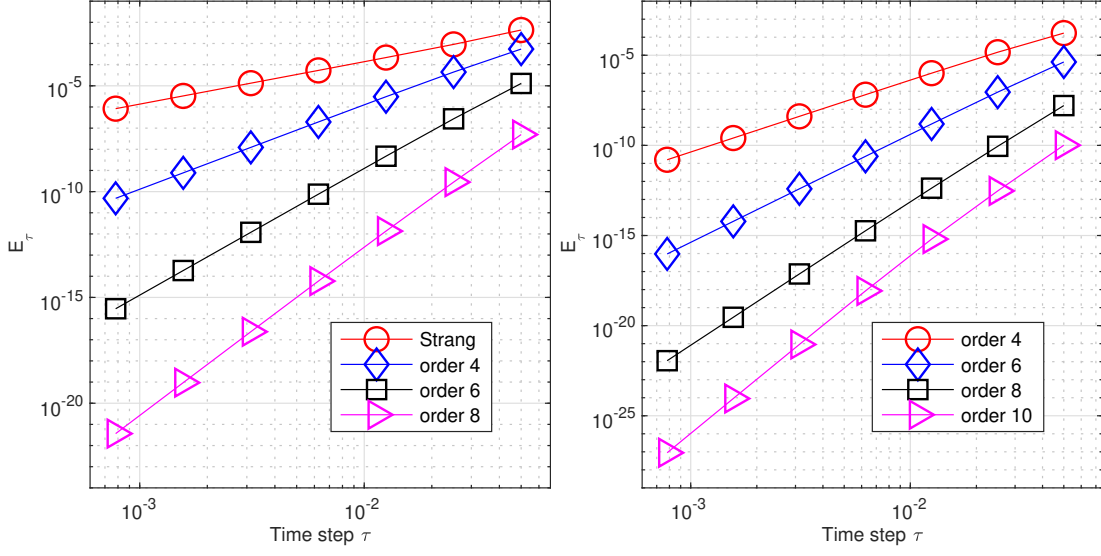 10^-5
10^-10
10^-15
10^-20
E_τ
10^-3
10^-2
Time step τ
Strang
order 4
order 6
order 8
10^-5
10^-10
10^-15
10^-20
10^-25
E_τ
10^-3
10^-2
Time step τ
order 4
order 6
order 8
order 10